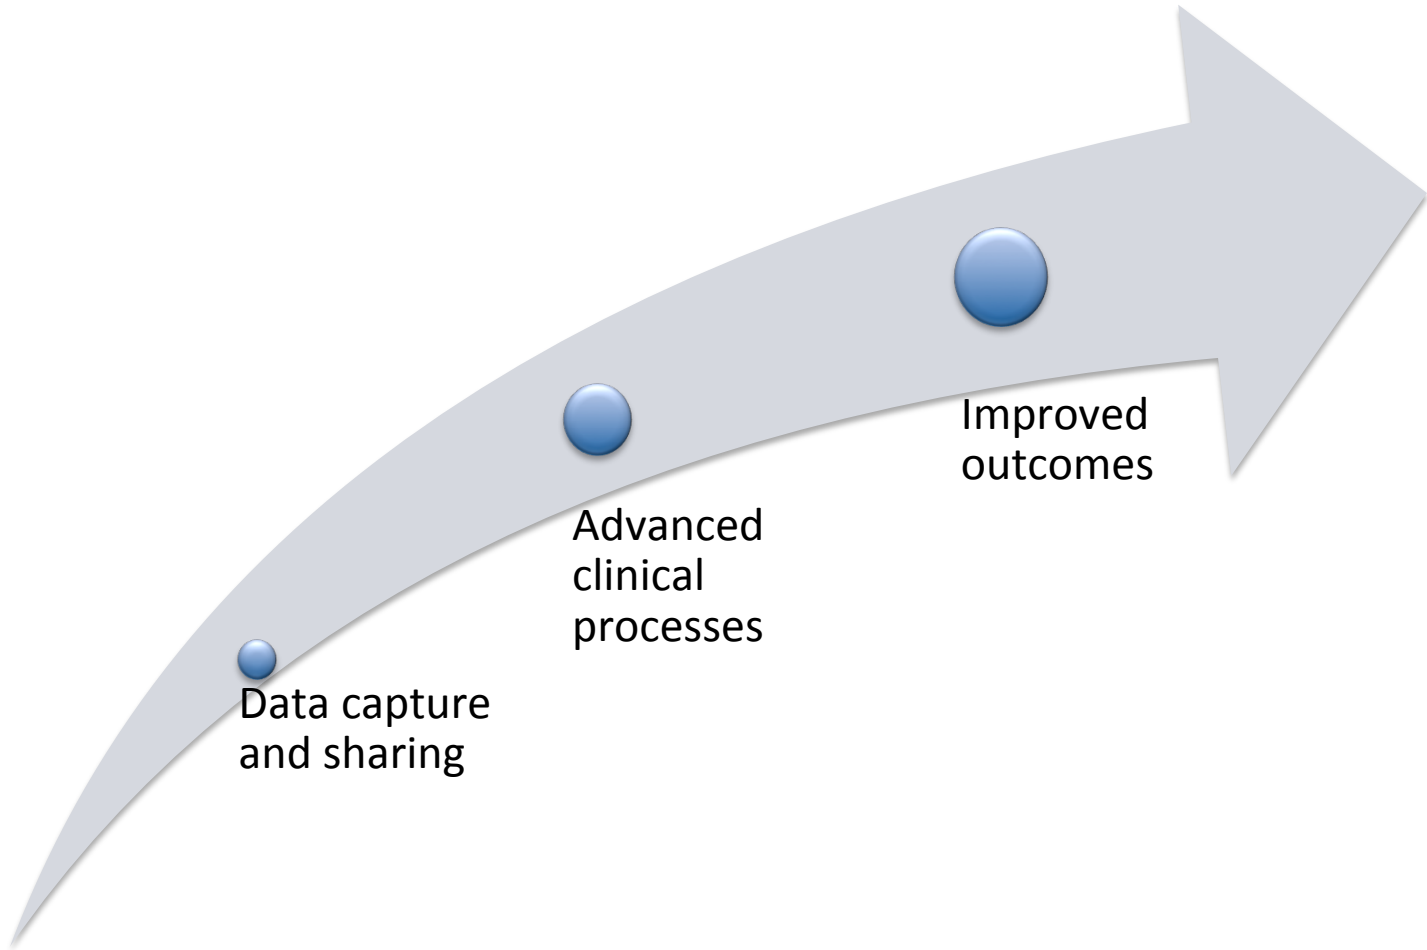 Improved
outcomes
Advanced
clinical
processes
Data capture
and sharing